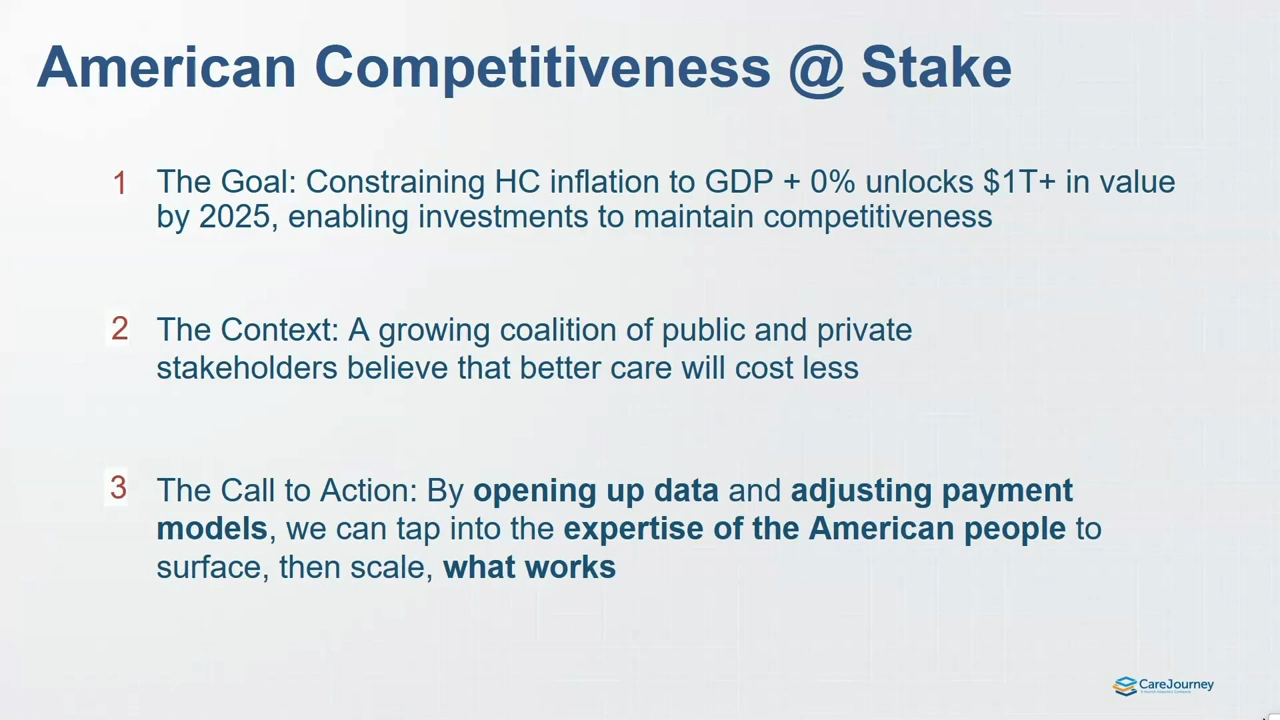 American Competitiveness @ Stake
1 The Goal: Constraining HC inflation to GDP + 0% unlocks $1T+ in value
by 2025, enabling investments to maintain competitiveness
2 The Context: A growing coalition of public and private
stakeholders believe that better care will cost less
3 The Call to Action: By opening up data and adjusting payment
models, we can tap into the expertise of the American people to
surface, then scale, what works
CareJourney